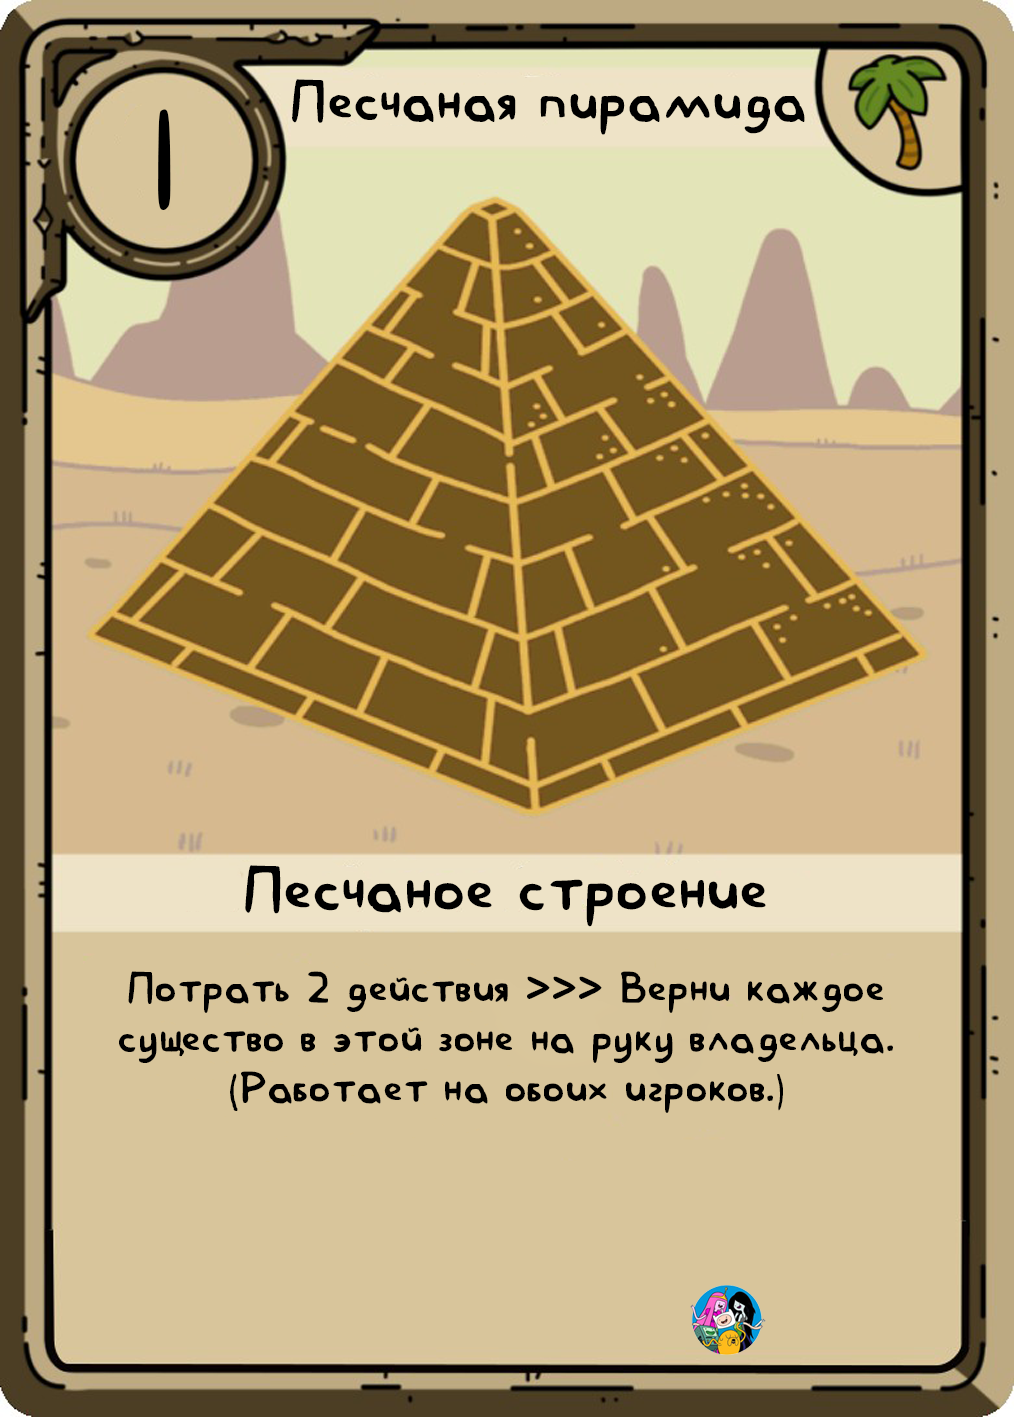 1
Песчаная пирамида
Песчаное строение
Потрать 2 действия >>> Верни каждое
существо в этой зоне на руку владельца.
(Работает на обоих игроков.)